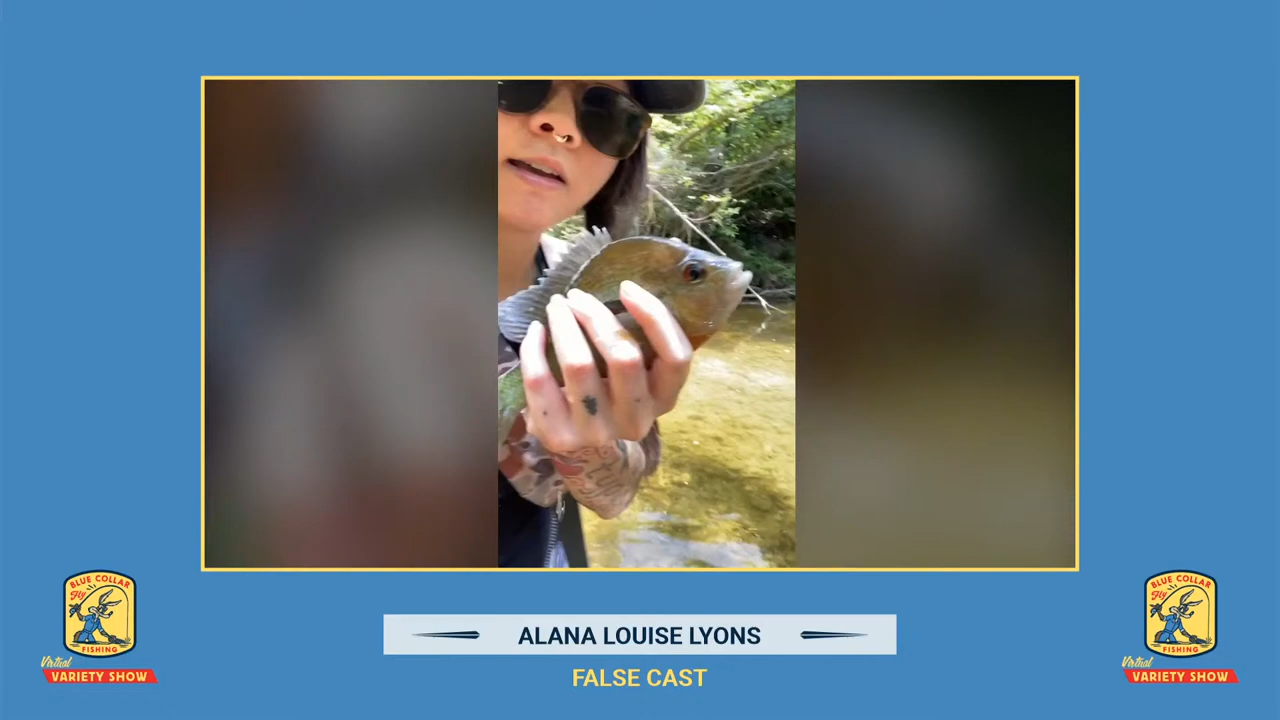 BLUE COLLAR
Fly
FISHING
Virtual
VARIETY SHOW
ALANA LOUISE LYONS
FALSE CAST
BLUE COLLAR
Fly
FISHING
Virtual
VARIETY SHOW